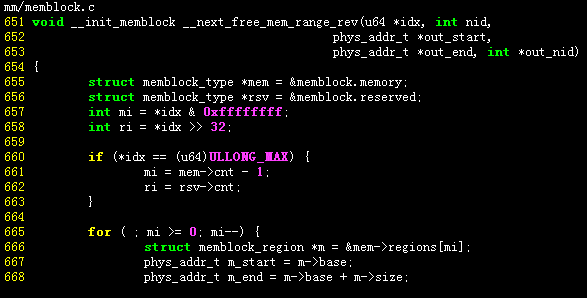 mm/memblock.c
651 void __init_memblock __next_free_mem_range_rev(u64 *idx, int nid,
652                                            phys_addr_t *out_start,
653                                            phys_addr_t *out_end, int *out_nid)
654 {
655         struct memblock_type *mem = &memblock.memory;
656         struct memblock_type *rsv = &memblock.reserved;
657         int mi = *idx & 0xffffffff;
658         int ri = *idx >> 32;
659
660         if (*idx == (u64)ULLONG_MAX) {
661                 mi = mem->cnt - 1;
662                 ri = rsv->cnt;
663         }
664
665         for ( ; mi >= 0; mi--) {
666                 struct memblock_region *m = &mem->regions[mi];
667                 phys_addr_t m_start = m->base;
668                 phys_addr_t m_end = m->base + m->size;